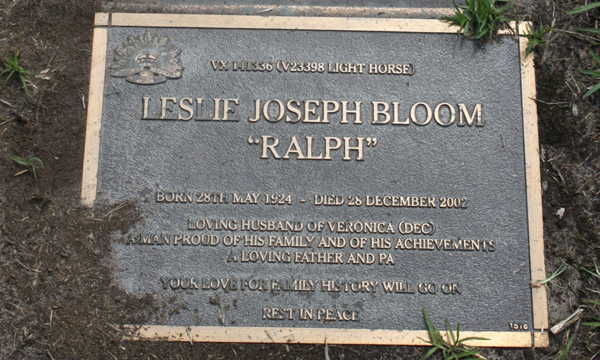 VX 141336 (V23398 LIGHT HORSE)
LESLIE JOSEPH BLOOM
"RALPH"
BORN 28TH MAY 1924 - DIED 28 DECEMBER 2002
LOVING HUSBAND OF VERONICA (DEC)
A MAN PROUD OF HIS FAMILY AND OF HIS ACHIEVEMENTS
A LOVING FATHER AND PA
YOUR LOVE FOR FAMILY HISTORY WILL GO ON
REST IN PEACE